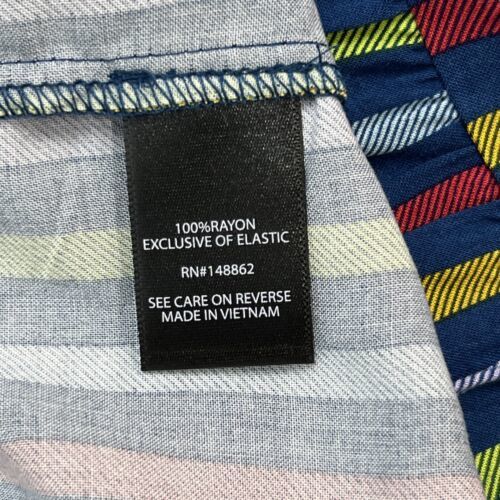 100%RAYON
EXCLUSIVE OF ELASTIC
RN#148862
SEE CARE ON REVERSE
MADE IN VIETNAM